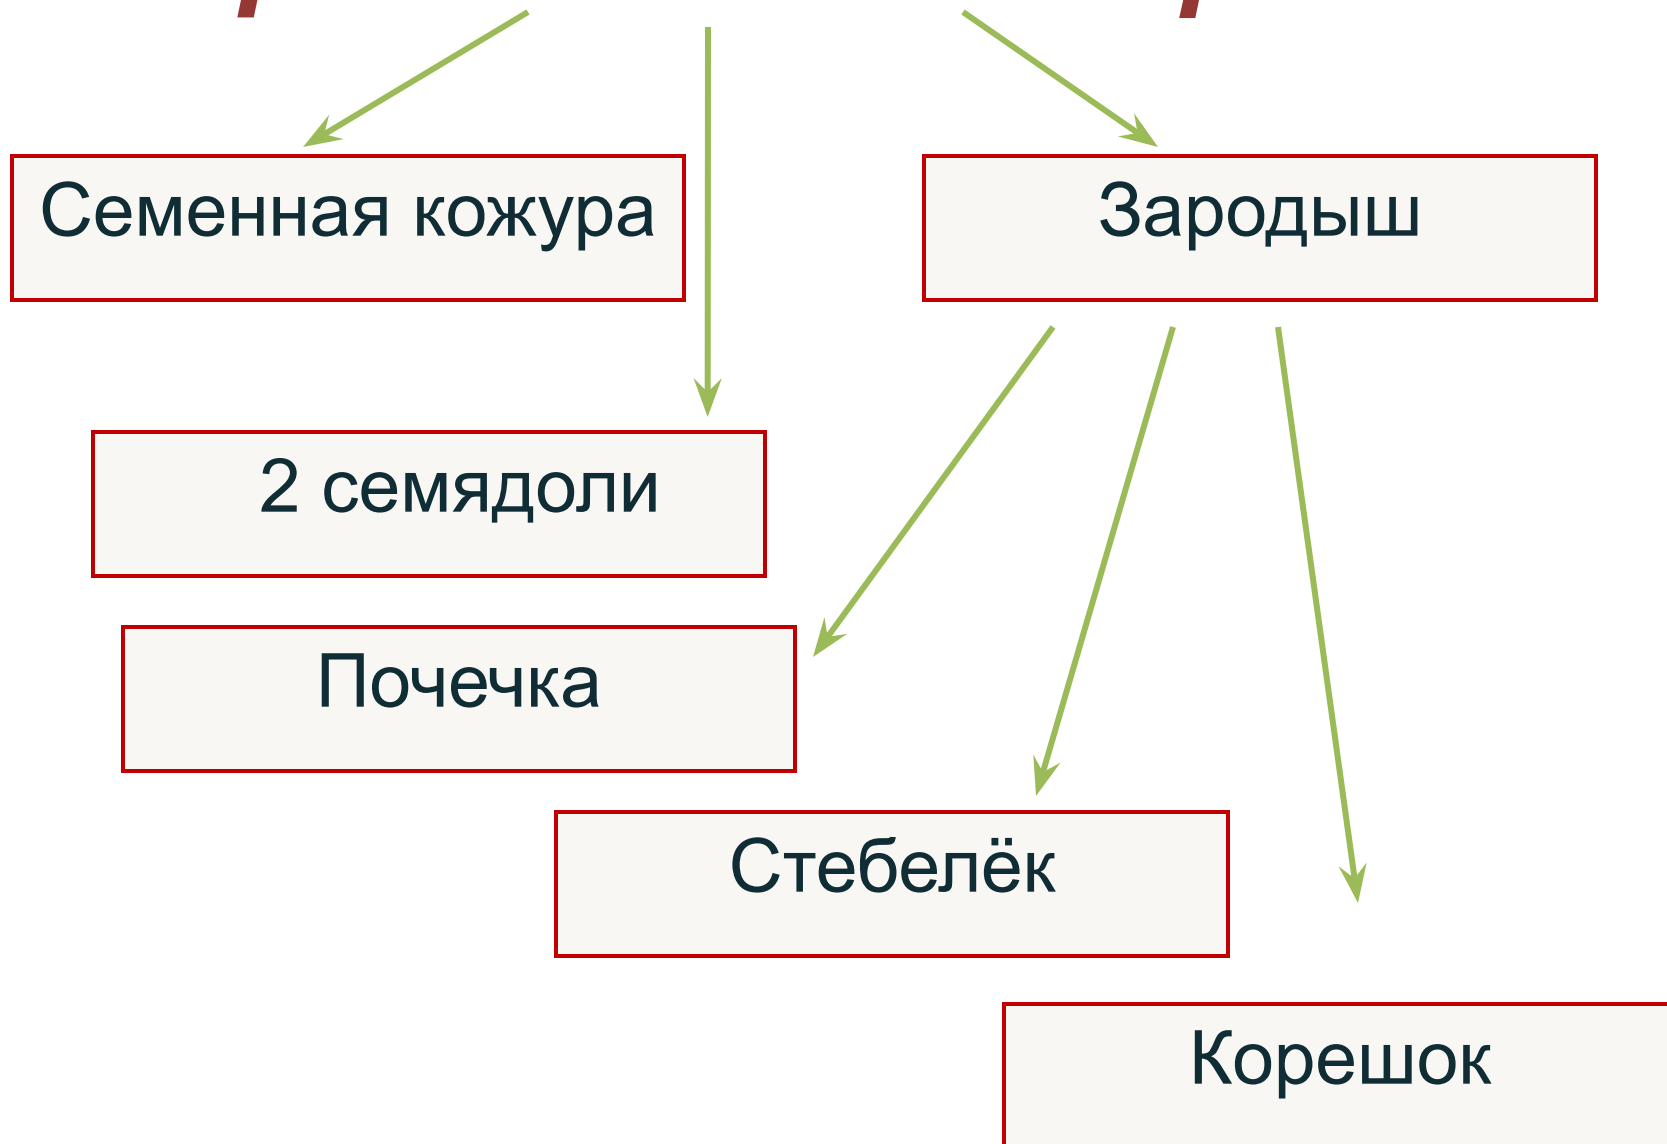 Семенная кожура
Зародыш
2 семядоли
Почечка
Стебелёк
Корешок